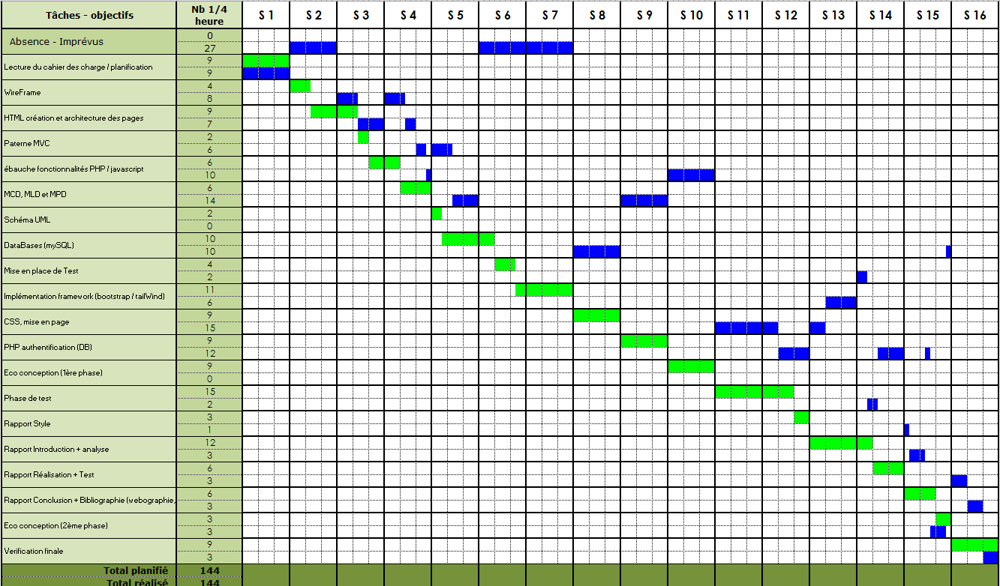 Tâches - objectifs
Nb 1/4 heure
S 1 S 2 S 3 S 4 S 5 S 6 S 7 S 8 S 9 S 10 S 11 S 12 S 13 S 14 S 15 S 16
Absence - Imprévus
0
27
Lecture du cahier des charge / planification
9
9
WireFrame
4
8
HTML création et architecture des pages
9
7
Paterne MVC
2
6
ébauche fonctionnalités PHP / javascript
6
10
MCD, MLD et MPD
6
14
Schéma UML
2
0
DataBases (mySQL)
10
10
Mise en place de Test
4
2
Implémentation framework (bootstrap / tailWind)
11
6
CSS, mise en page
9
15
PHP authentification (DB)
9
12
Eco conception (1ère phase)
9
0
Phase de test
15
2
Rapport Style
3
1
Rapport Introduction + analyse
12
3
Rapport Réalisation + Test
6
3
Rapport Conclusion + Bibliographie (webographie,
6
3
Eco conception (2ème phase)
3
3
Verification finale
9
3
Total planifié 144
Total réalisé 144